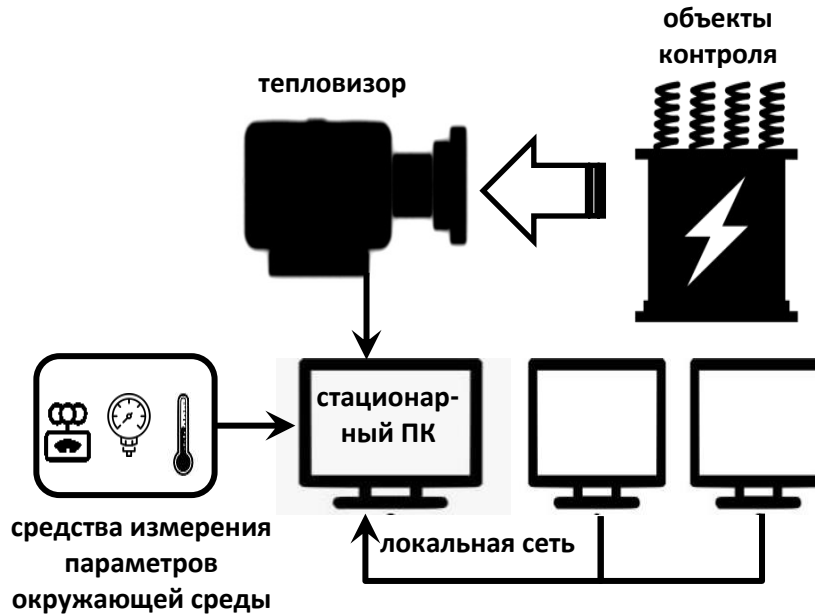 объекты
контроля
тепловизор
стационар-
ный ПК
средства измерения
параметров
окружающей среды
локальная сеть